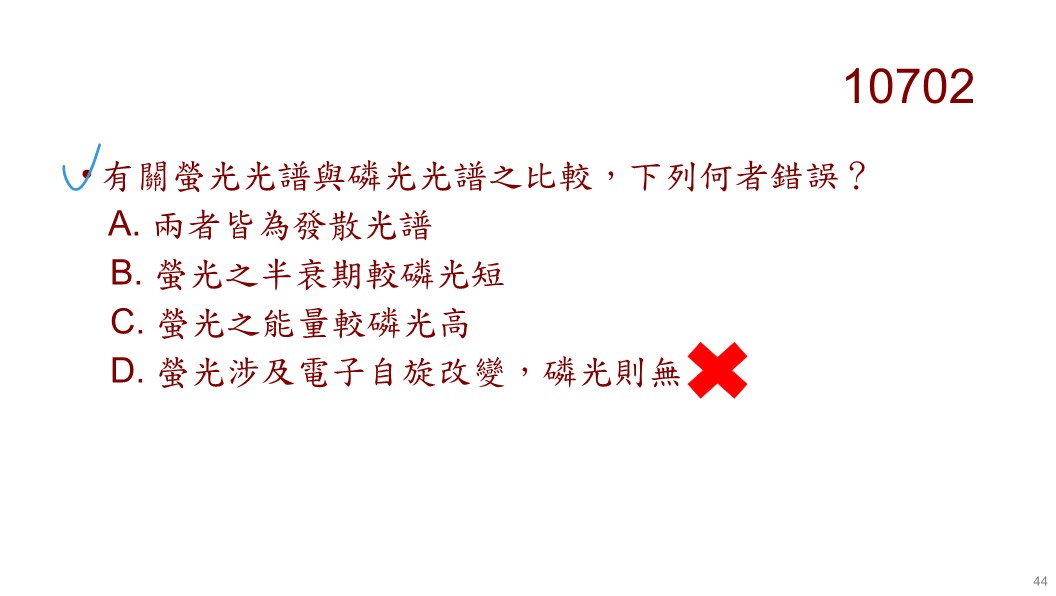 10702
• 有關螢光光譜與磷光光譜之比較，下列何者錯誤？
A. 兩者皆為發散光譜
B. 螢光之半衰期較磷光短
C. 螢光之能量較磷光高
D. 螢光涉及電子自旋改變，磷光則無
44